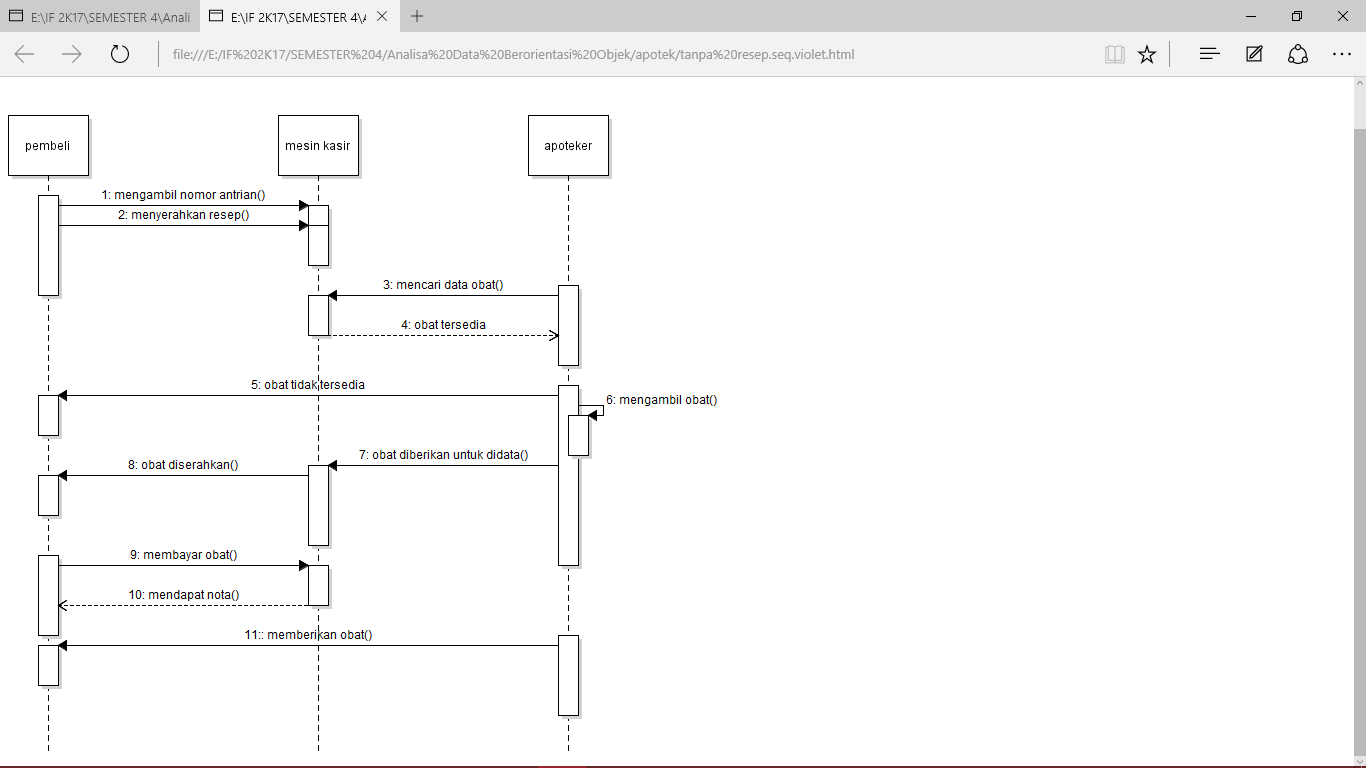 E:\IF 2K17\SEMESTER 4\Anali
E:\IF 2K17\SEMESTER 4\A
file:///E:/IF%202K17/SEMESTER%204/Analisa%20Data%20Berorientasi%20Objek/apotek/tanpa%20resep.seq.violet.html
pembeli
mesin kasir
apoteker
1: mengambil nomor antrian()
2: menyerahkan resep()
3: mencari data obat()
4: obat tersedia
5: obat tidak tersedia
6: mengambil obat()
7: obat diberikan untuk didata()
8: obat diserahkan()
9: membayar obat()
10: mendapat nota()
11:: memberikan obat()